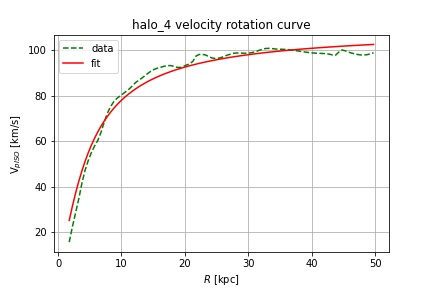 halo_4 velocity rotation curve
data
fit
100
80
60
40
20
V_pISO [km/s]
0 10 20 30 40 50
R [kpc]